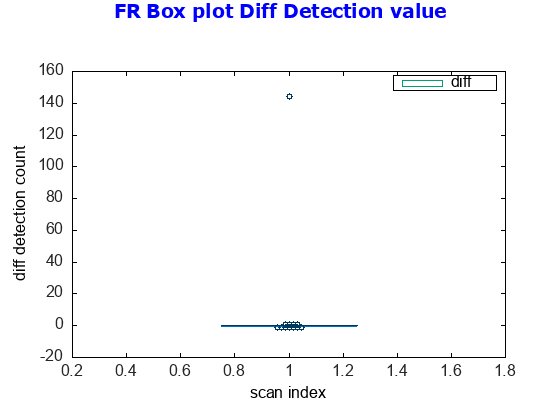 FR Box plot Diff Detection value
diff
160
140
120
100
80
60
40
20
0
-20
diff detection count
0.2 0.4 0.6 0.8 1 1.2 1.4 1.6 1.8
scan index